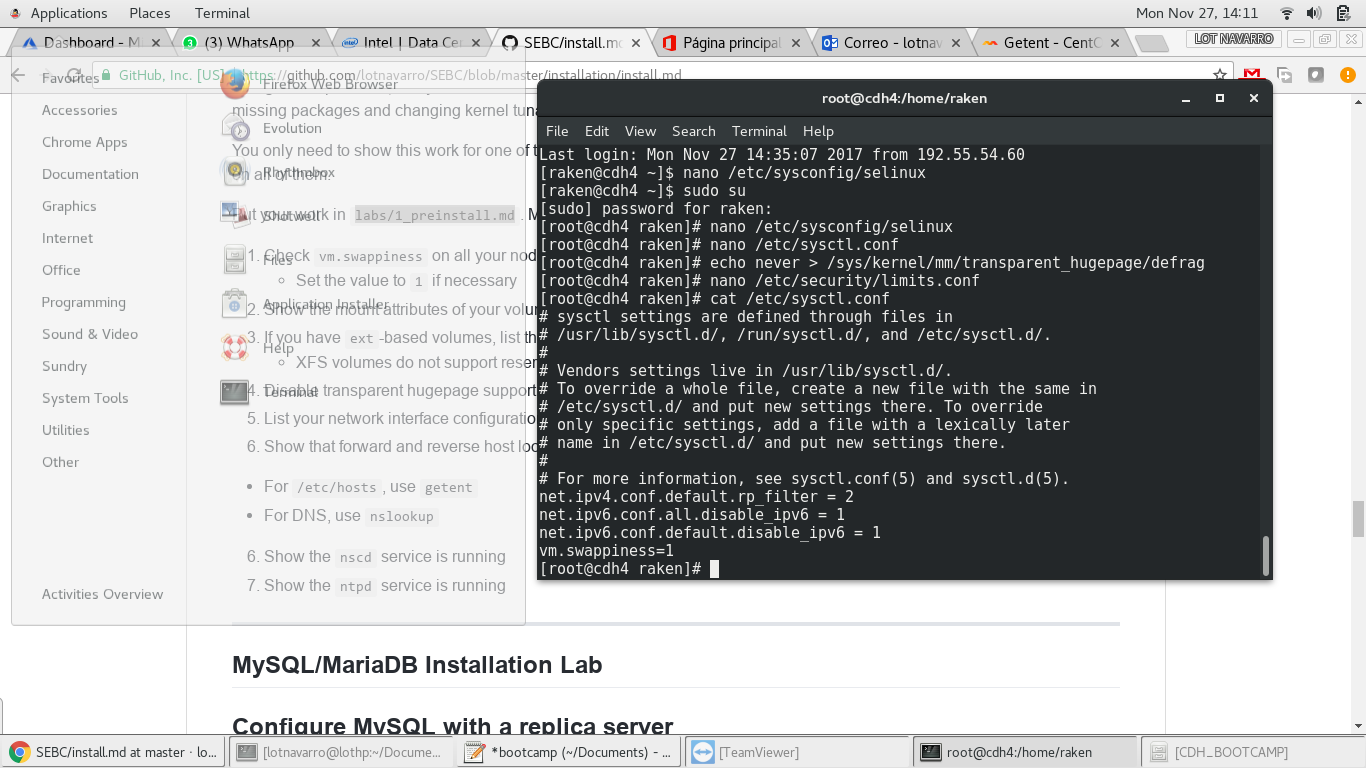 Applications Places Terminal Mon Nov 27, 14:11
Dashboard - Mi (3) WhatsApp Intel | Data Cen SEBC/install.md Página principal Correo - lotnav Getent - CentO LOT NAVARRO
GitHub, Inc. [US] https://github.com/lotnavarro/SEBC/blob/master/installation/install.md
Favorites
Accessories
Chrome Apps
Documentation
Graphics
Internet
Office
Programming
Sound & Video
Sundry
System Tools
Utilities
Other
Activities Overview
Firefox Web Browser
Evolution
Rhythmbox
Shotwell
Files
Application Installer
Help
Terminal
missing packages and changing kernel tuna
You only need to show this work for one of t
on all of them.
Put your work in labs/1_preinstall.md . M
1. Check vm.swappiness on all your nod
Set the value to 1 if necessary
2. Show the mount attributes of your volum
3. If you have ext -based volumes, list th
XFS volumes do not support reser
4. Disable transparent hugepage support
5. List your network interface configuratio
6. Show that forward and reverse host loo
For /etc/hosts , use getent
For DNS, use nslookup
6. Show the nscd service is running
7. Show the ntpd service is running
MySQL/MariaDB Installation Lab
Configure MySQL with a replica server
root@cdh4:/home/raken
File Edit View Search Terminal Help
Last login: Mon Nov 27 14:35:07 2017 from 192.55.54.60
[raken@cdh4 ~]$ nano /etc/sysconfig/selinux
[raken@cdh4 ~]$ sudo su
[sudo] password for raken:
[root@cdh4 raken]# nano /etc/sysconfig/selinux
[root@cdh4 raken]# nano /etc/sysctl.conf
[root@cdh4 raken]# echo never > /sys/kernel/mm/transparent_hugepage/defrag
[root@cdh4 raken]# nano /etc/security/limits.conf
[root@cdh4 raken]# cat /etc/sysctl.conf
# sysctl settings are defined through files in
# /usr/lib/sysctl.d/, /run/sysctl.d/, and /etc/sysctl.d/.
#
# Vendors settings live in /usr/lib/sysctl.d/.
# To override a whole file, create a new file with the same in
# /etc/sysctl.d/ and put new settings there. To override
# only specific settings, add a file with a lexically later
# name in /etc/sysctl.d/ and put new settings there.
#
# For more information, see sysctl.conf(5) and sysctl.d(5).
net.ipv4.conf.default.rp_filter = 2
net.ipv6.conf.all.disable_ipv6 = 1
net.ipv6.conf.default.disable_ipv6 = 1
vm.swappiness=1
[root@cdh4 raken]#
SEBC/install.md at master · lo... [lotnavarro@lothp:~/Docume... *bootcamp (~/Documents) - ... [TeamViewer] root@cdh4:/home/raken [CDH_BOOTCAMP]